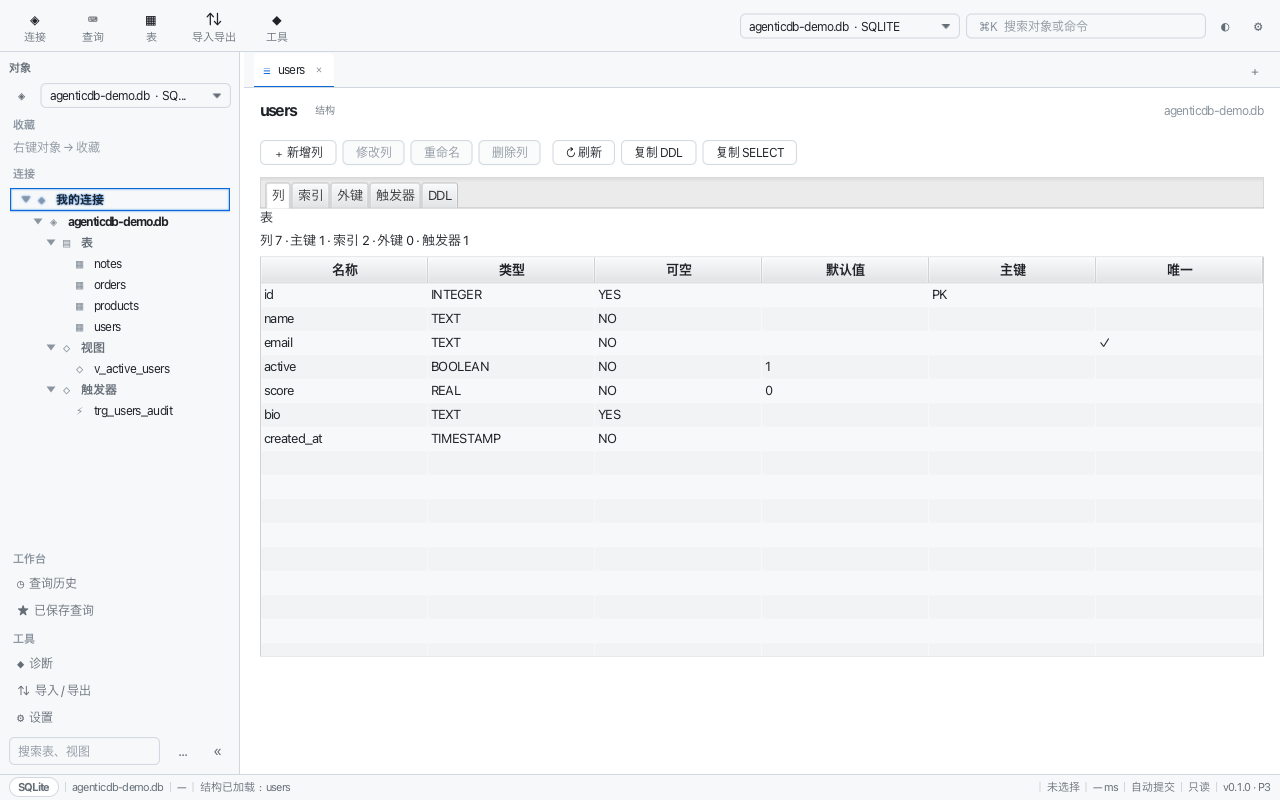 连接
查询
表
导入导出
工具
agenticdb-demo.db · SQLITE
⌘K 搜索对象或命令
对象
agenticdb-demo.db · SQ...
收藏
右键对象 → 收藏
连接
我的连接
agenticdb-demo.db
表
notes
orders
products
users
视图
v_active_users
触发器
trg_users_audit
工作台
查询历史
已保存查询
工具
诊断
导入 / 导出
设置
搜索表、视图
...
«
users ×
+
users 结构
agenticdb-demo.db
+ 新增列 修改列 重命名 删除列 刷新 复制 DDL 复制 SELECT
列 索引 外键 触发器 DDL
表
列 7 · 主键 1 · 索引 2 · 外键 0 · 触发器 1
名称 类型 可空 默认值 主键 唯一
id INTEGER YES PK
name TEXT NO
email TEXT NO ✓
active BOOLEAN NO 1
score REAL NO 0
bio TEXT YES
created_at TIMESTAMP NO
SQLite agenticdb-demo.db — 结构已加载：users
未选择 — ms 自动提交 只读 v0.1.0 · P3